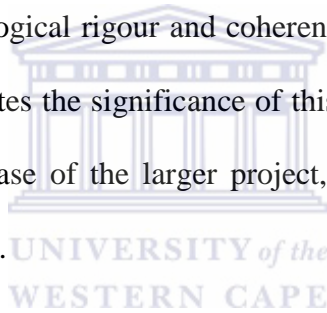 ogical rigour and coheren
tes the significance of this
ase of the larger project,
.
UNIVERSITY of the
WESTERN CAPE